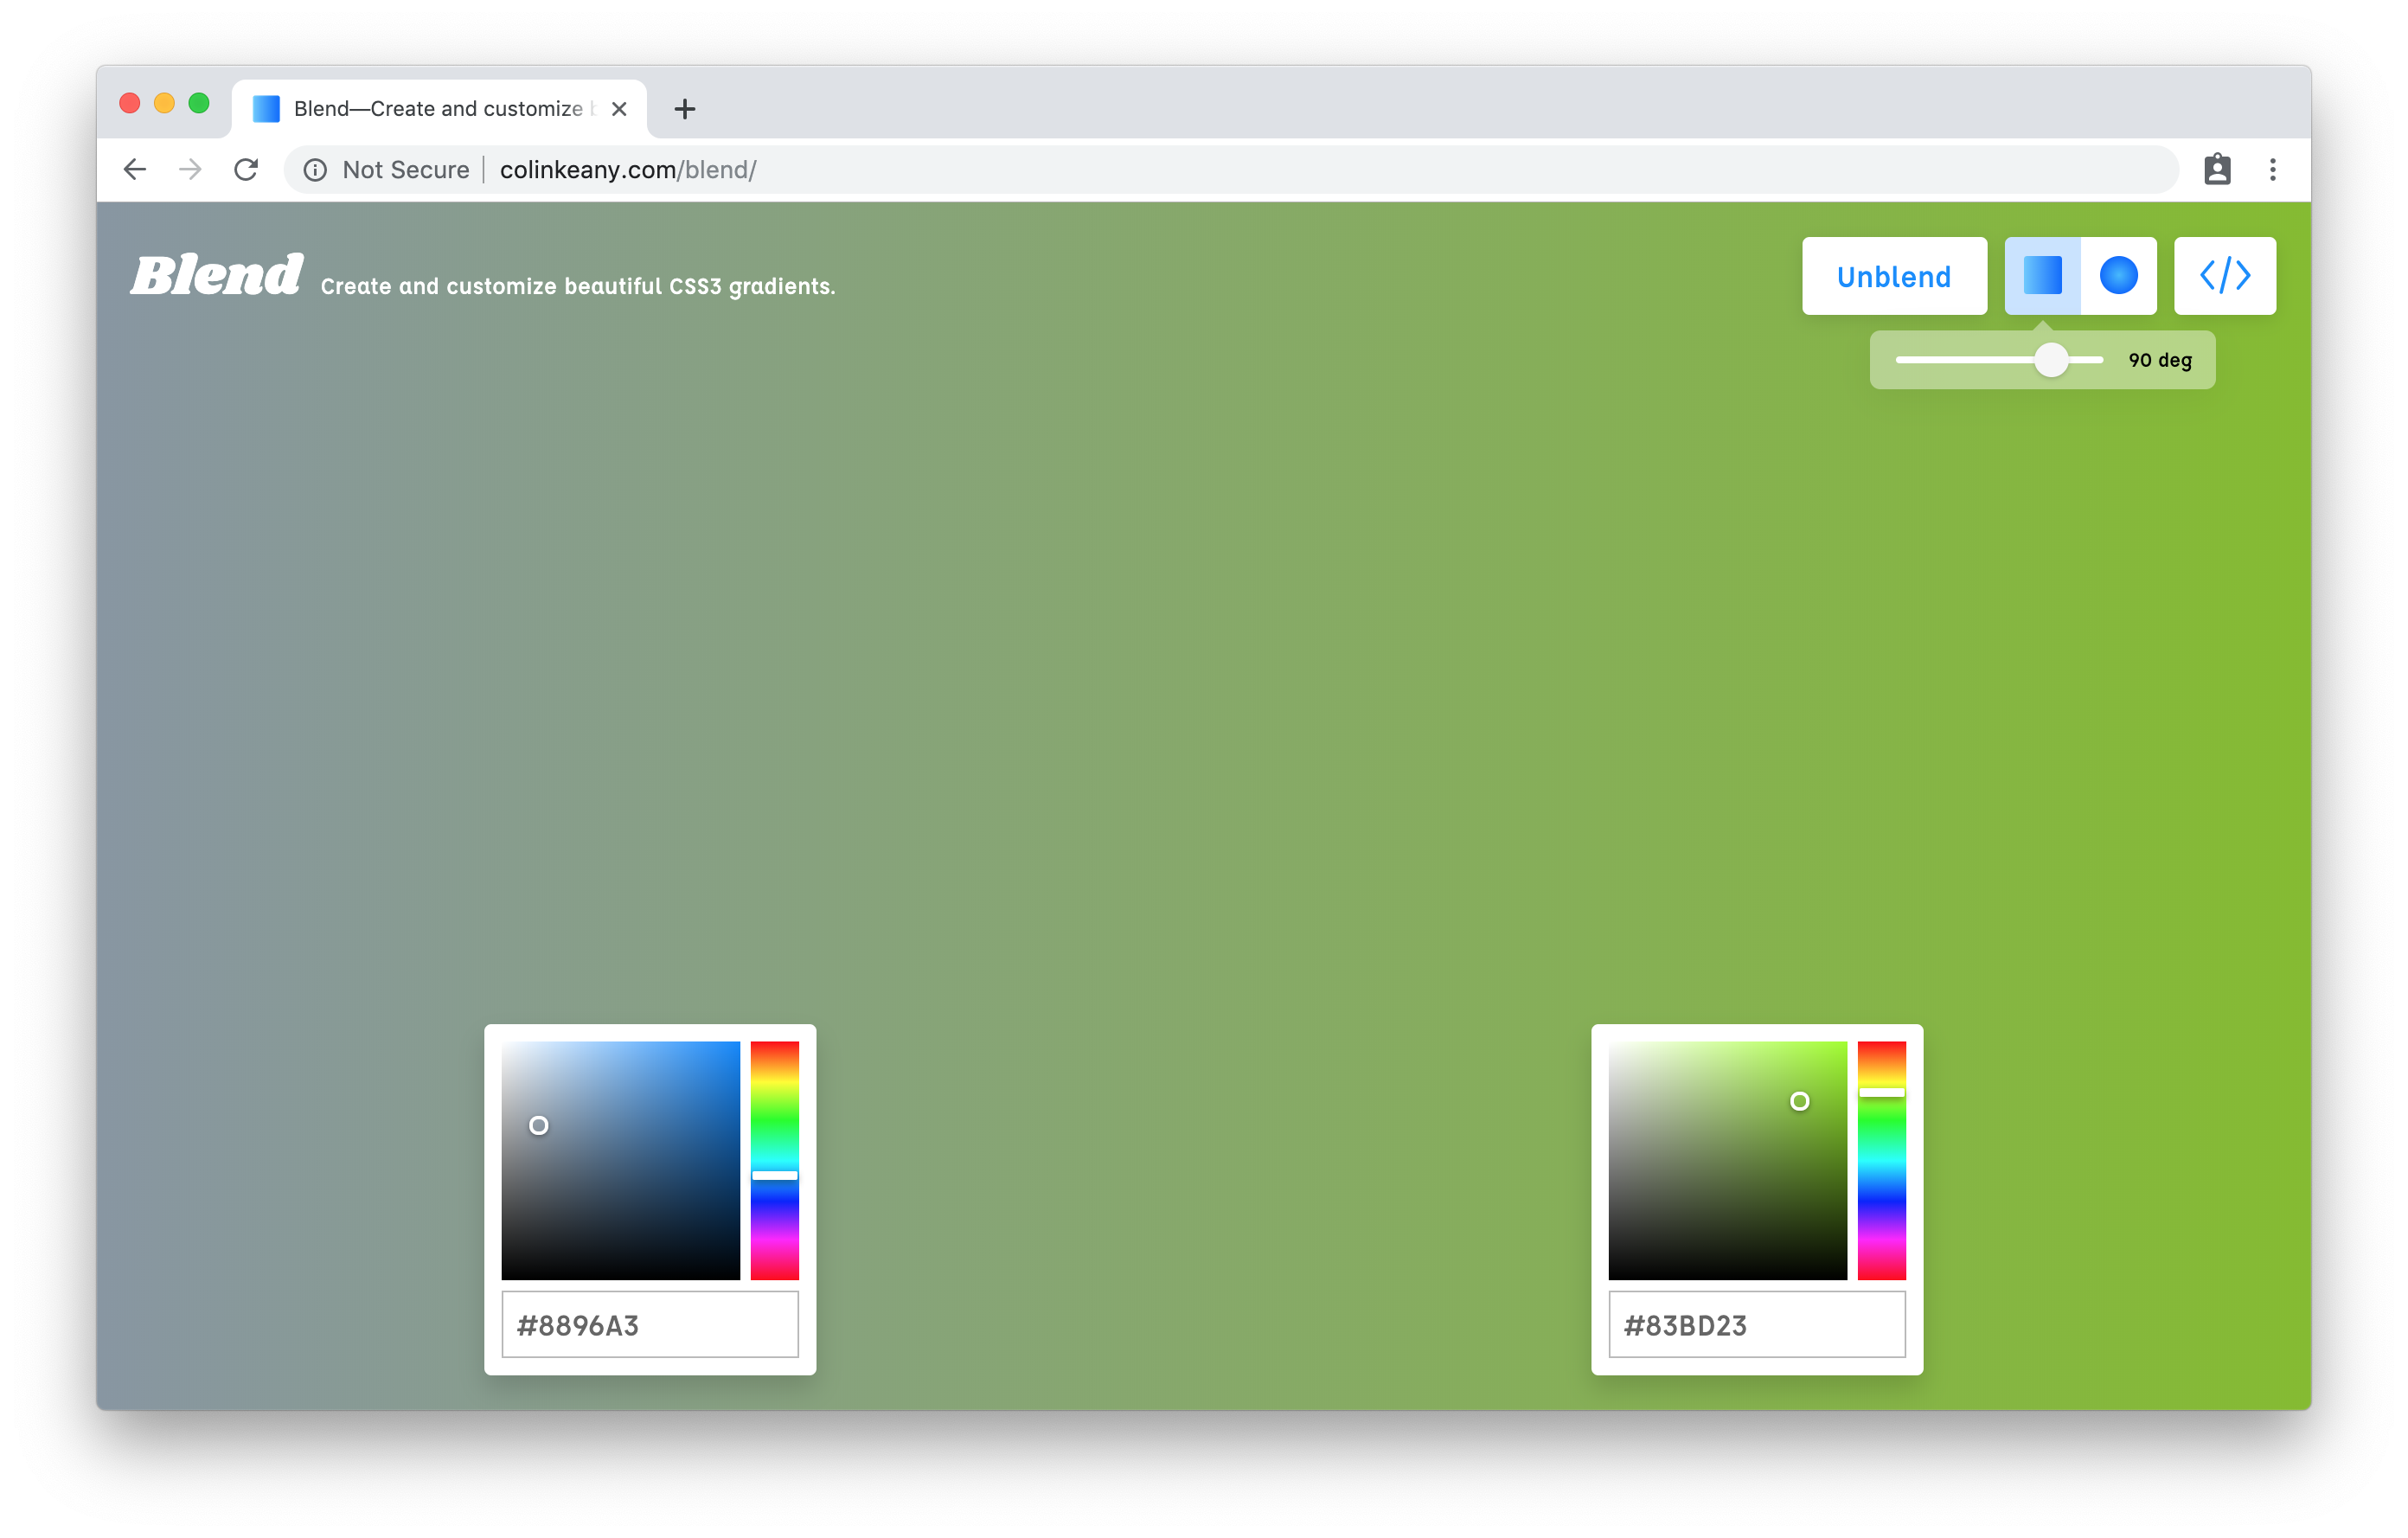 Blend—Create and customize
Not Secure | colinkeany.com/blend/
Blend Create and customize beautiful CSS3 gradients.
Unblend
</>
90 deg
#8896A3
#83BD23